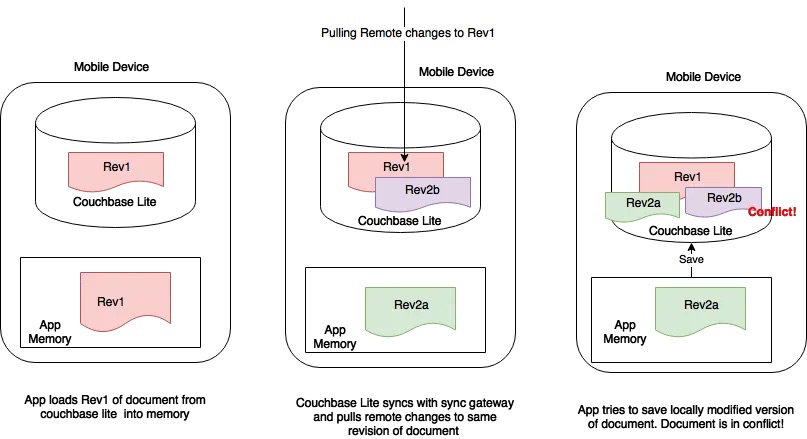 Pulling Remote changes to Rev1
Mobile Device
Rev1
Couchbase Lite
Rev1
App
Memory
App loads Rev1 of document from
couchbase lite into memory
Mobile Device
Rev1
Rev2b
Couchbase Lite
Rev2a
App
Memory
Couchbase Lite syncs with sync gateway
and pulls remote changes to same
revision of document
Mobile Device
Rev1
Rev2a
Rev2b
Conflict!
Couchbase Lite
Save
Rev2a
App
Memory
App tries to save locally modified version
of document. Document is in conflict!